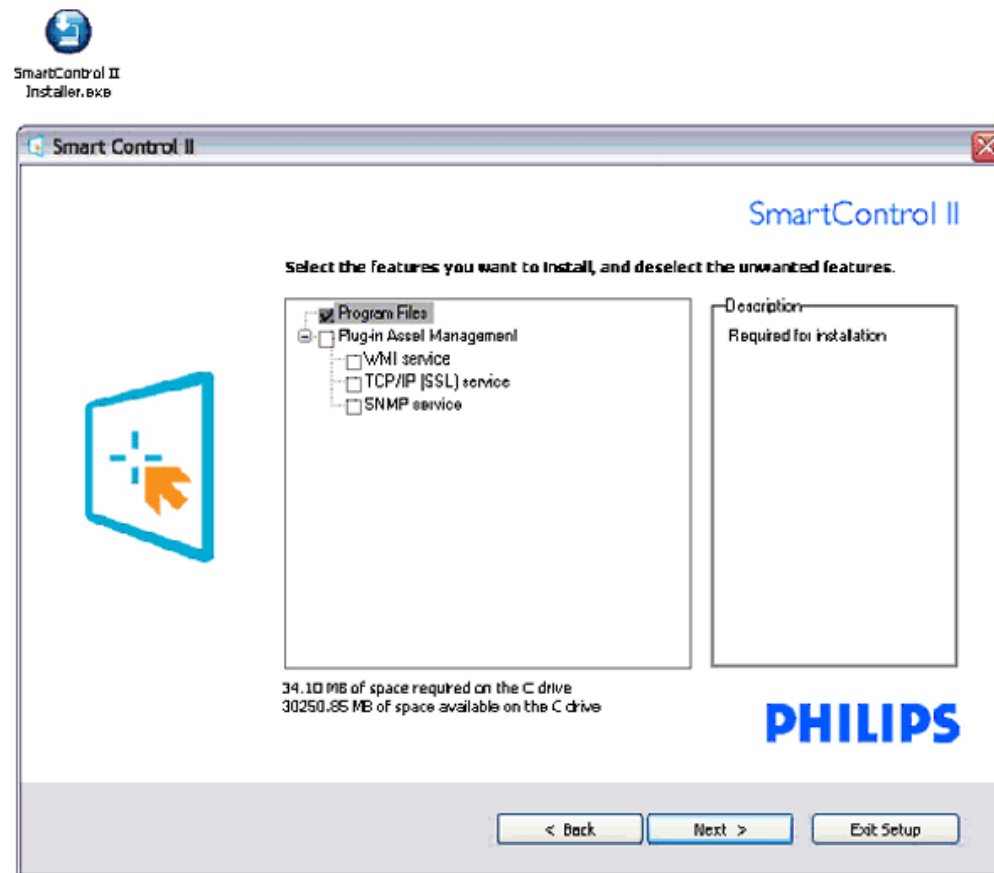 SmartControl II
Installer.exe
Smart Control II
SmartControl II
Select the features you want to install, and deselect the unwanted features.
Program Files
Plug-in Asset Management
WMI service
TCP/IP (SSL) service
SNMP service
Description
Required for installation
34.10 MB of space required on the C drive
30250.85 MB of space available on the C drive
PHILIPS
< Back
Next >
Exit Setup